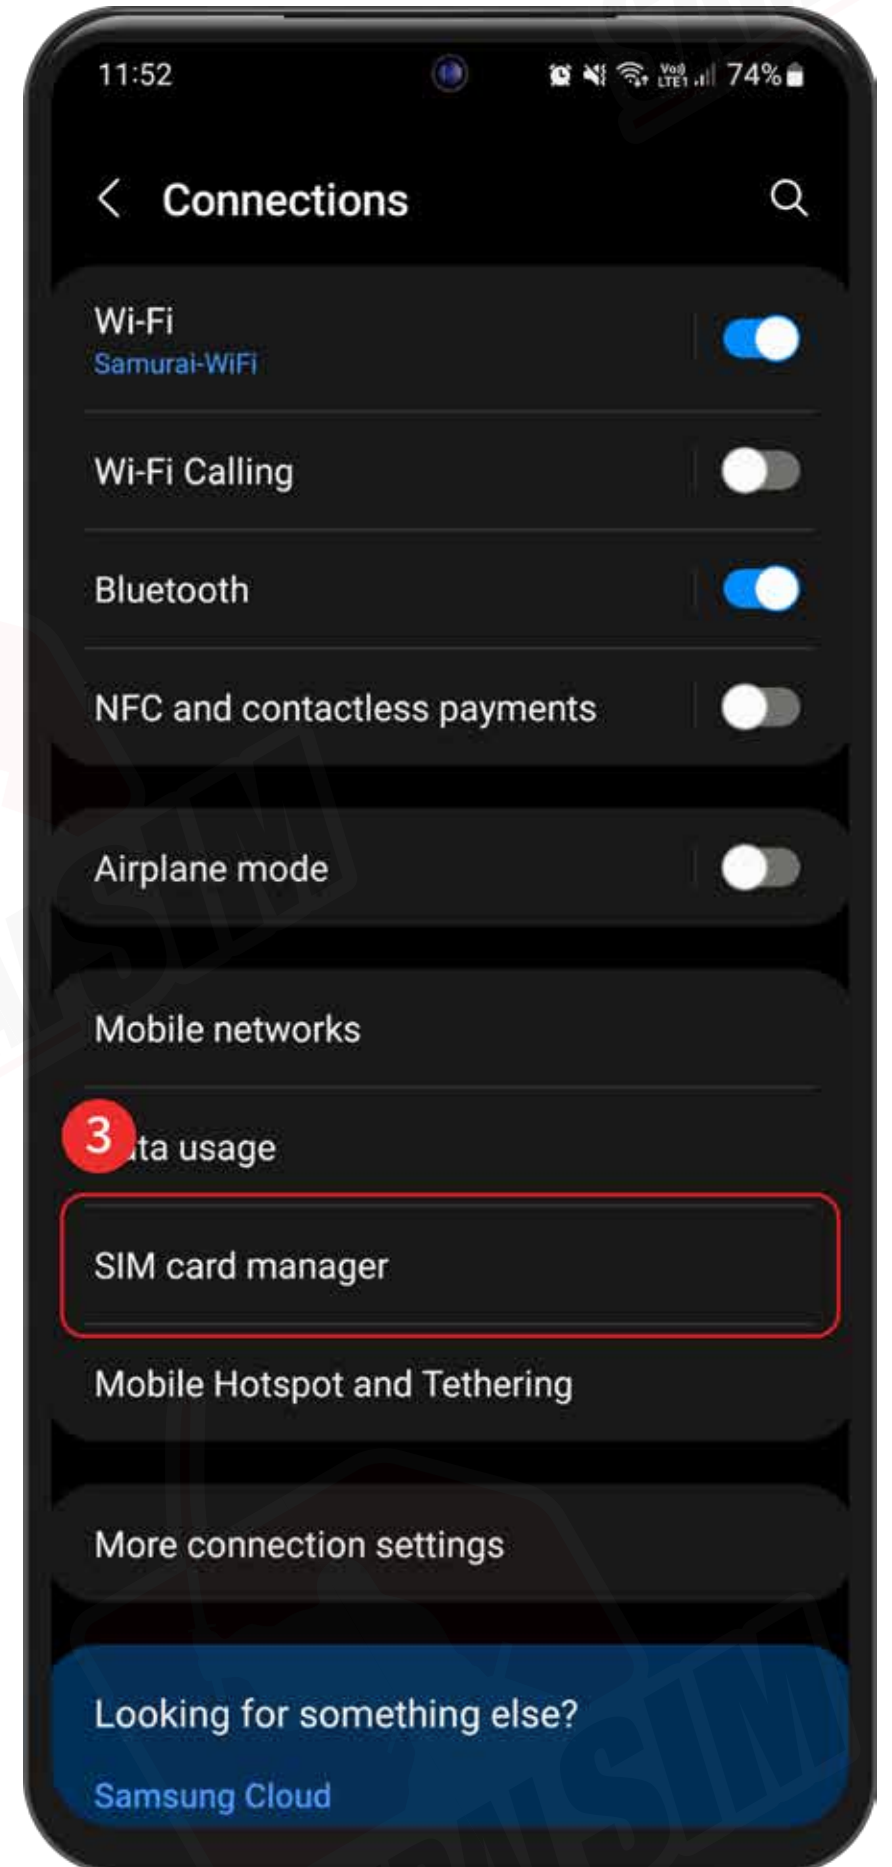 11:52
Vo)) LTE1 74%
Connections
Wi-Fi
Samurai-WiFi
Wi-Fi Calling
Bluetooth
NFC and contactless payments
Airplane mode
Mobile networks
3
ta usage
SIM card manager
Mobile Hotspot and Tethering
More connection settings
Looking for something else?
Samsung Cloud